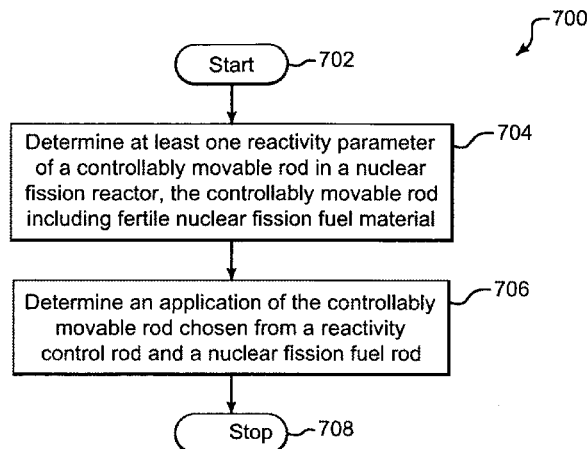 700
Start
702
Determine at least one reactivity parameter
of a controllably movable rod in a nuclear
fission reactor, the controllably movable rod
including fertile nuclear fission fuel material
704
Determine an application of the controllably
movable rod chosen from a reactivity
control rod and a nuclear fission fuel rod
706
Stop
708